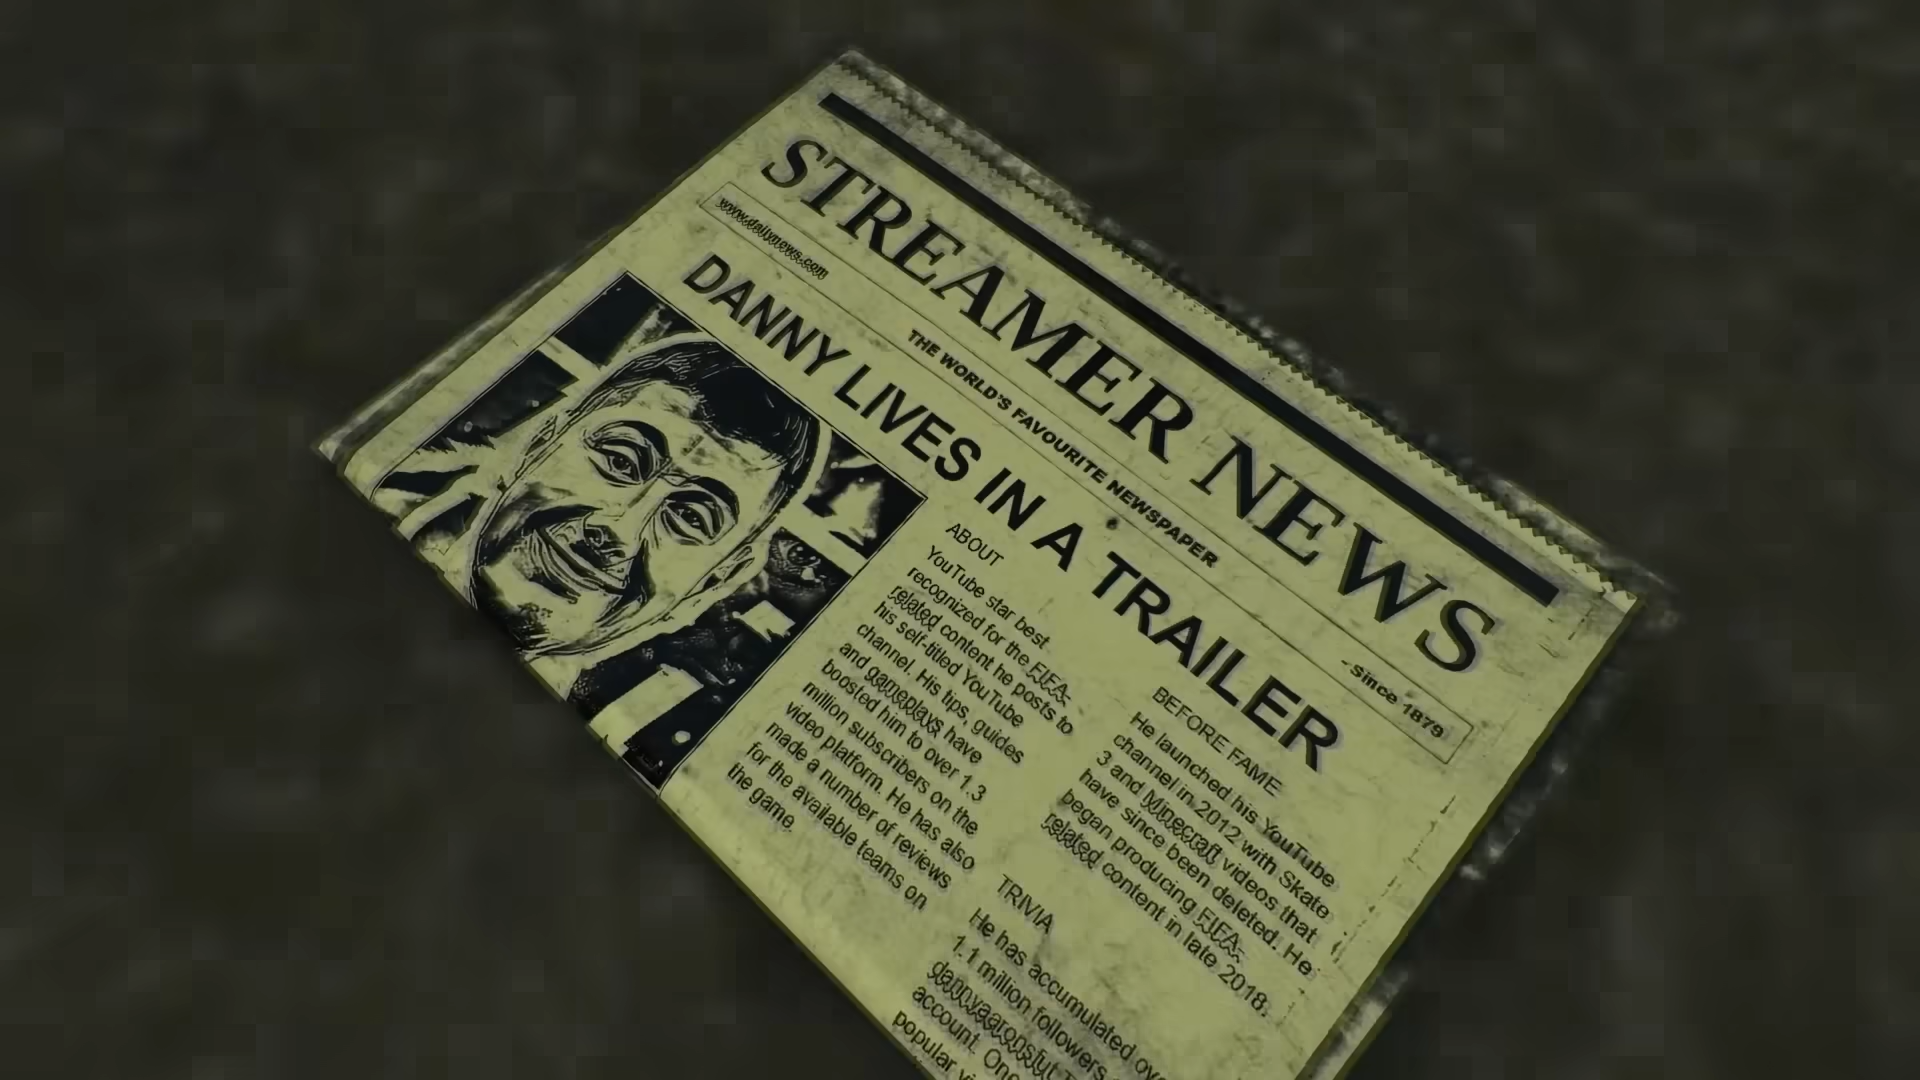 STREAMER NEWS
www.dailynews.com
THE WORLD'S FAVOURITE NEWSPAPER
- since 1879
DANNY LIVES IN A TRAILER
ABOUT
YouTube star best
recognized for the FIFA-
related content he posts to
his self-titled YouTube
channel. His tips, guides
and gameplays have
boosted him to over 1.3
million subscribers on the
video platform. He has also
made a number of reviews
for the available teams on
the game.
BEFORE FAME
He launched his YouTube
channel in 2012 with Skate
3 and Minecraft videos that
have since been deleted. He
began producing FIFA-
related content in late 2018.
TRIVIA
He has accumulated over
1.1 million followers
dannyaaronsfut
account. One
popular